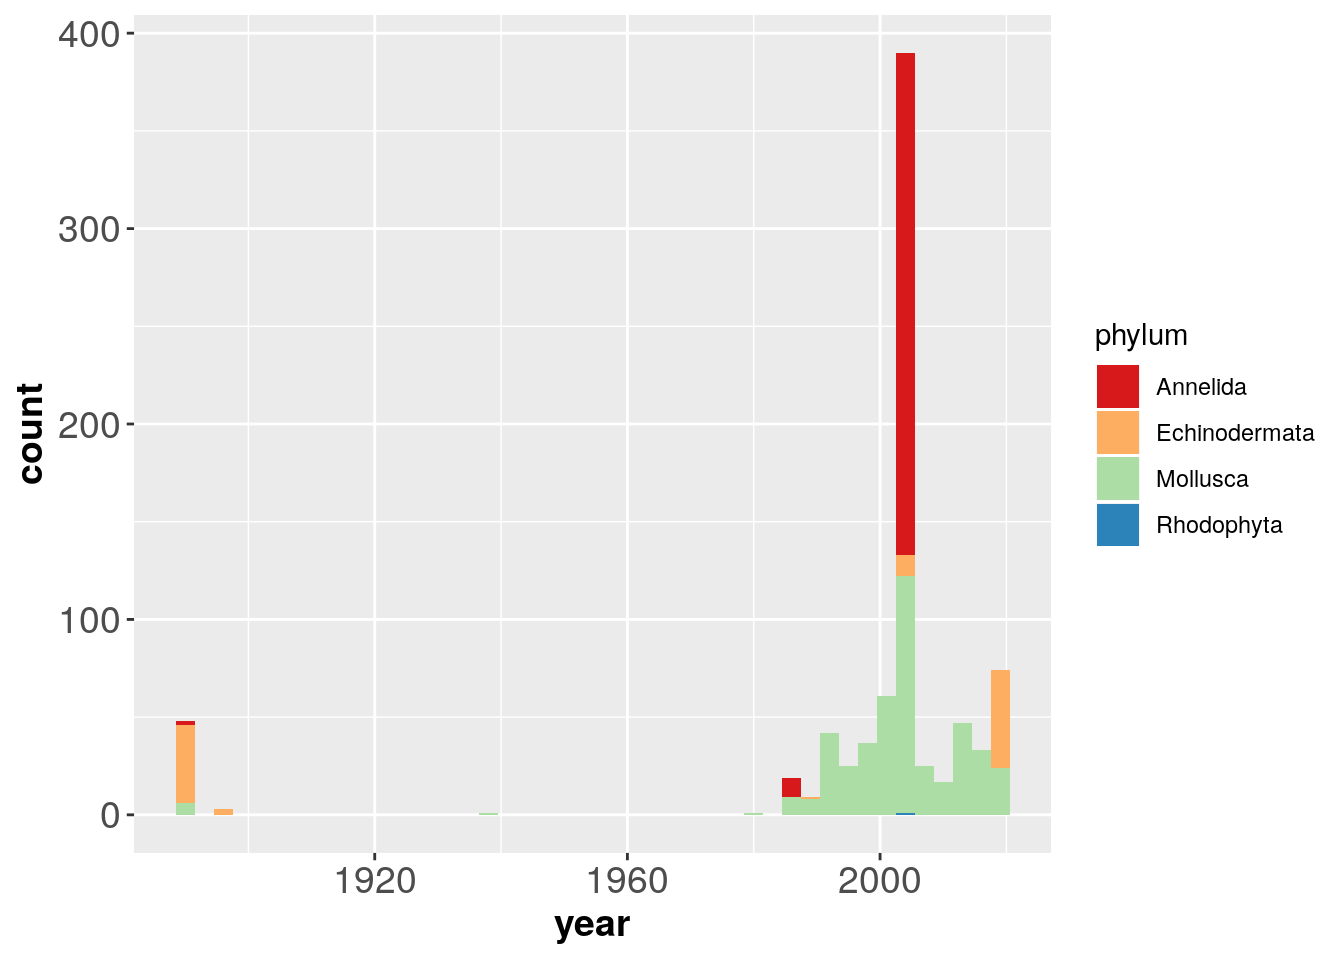 400
300
200
100
0
count
1920
1960
2000
year
phylum
Annelida
Echinodermata
Mollusca
Rhodophyta